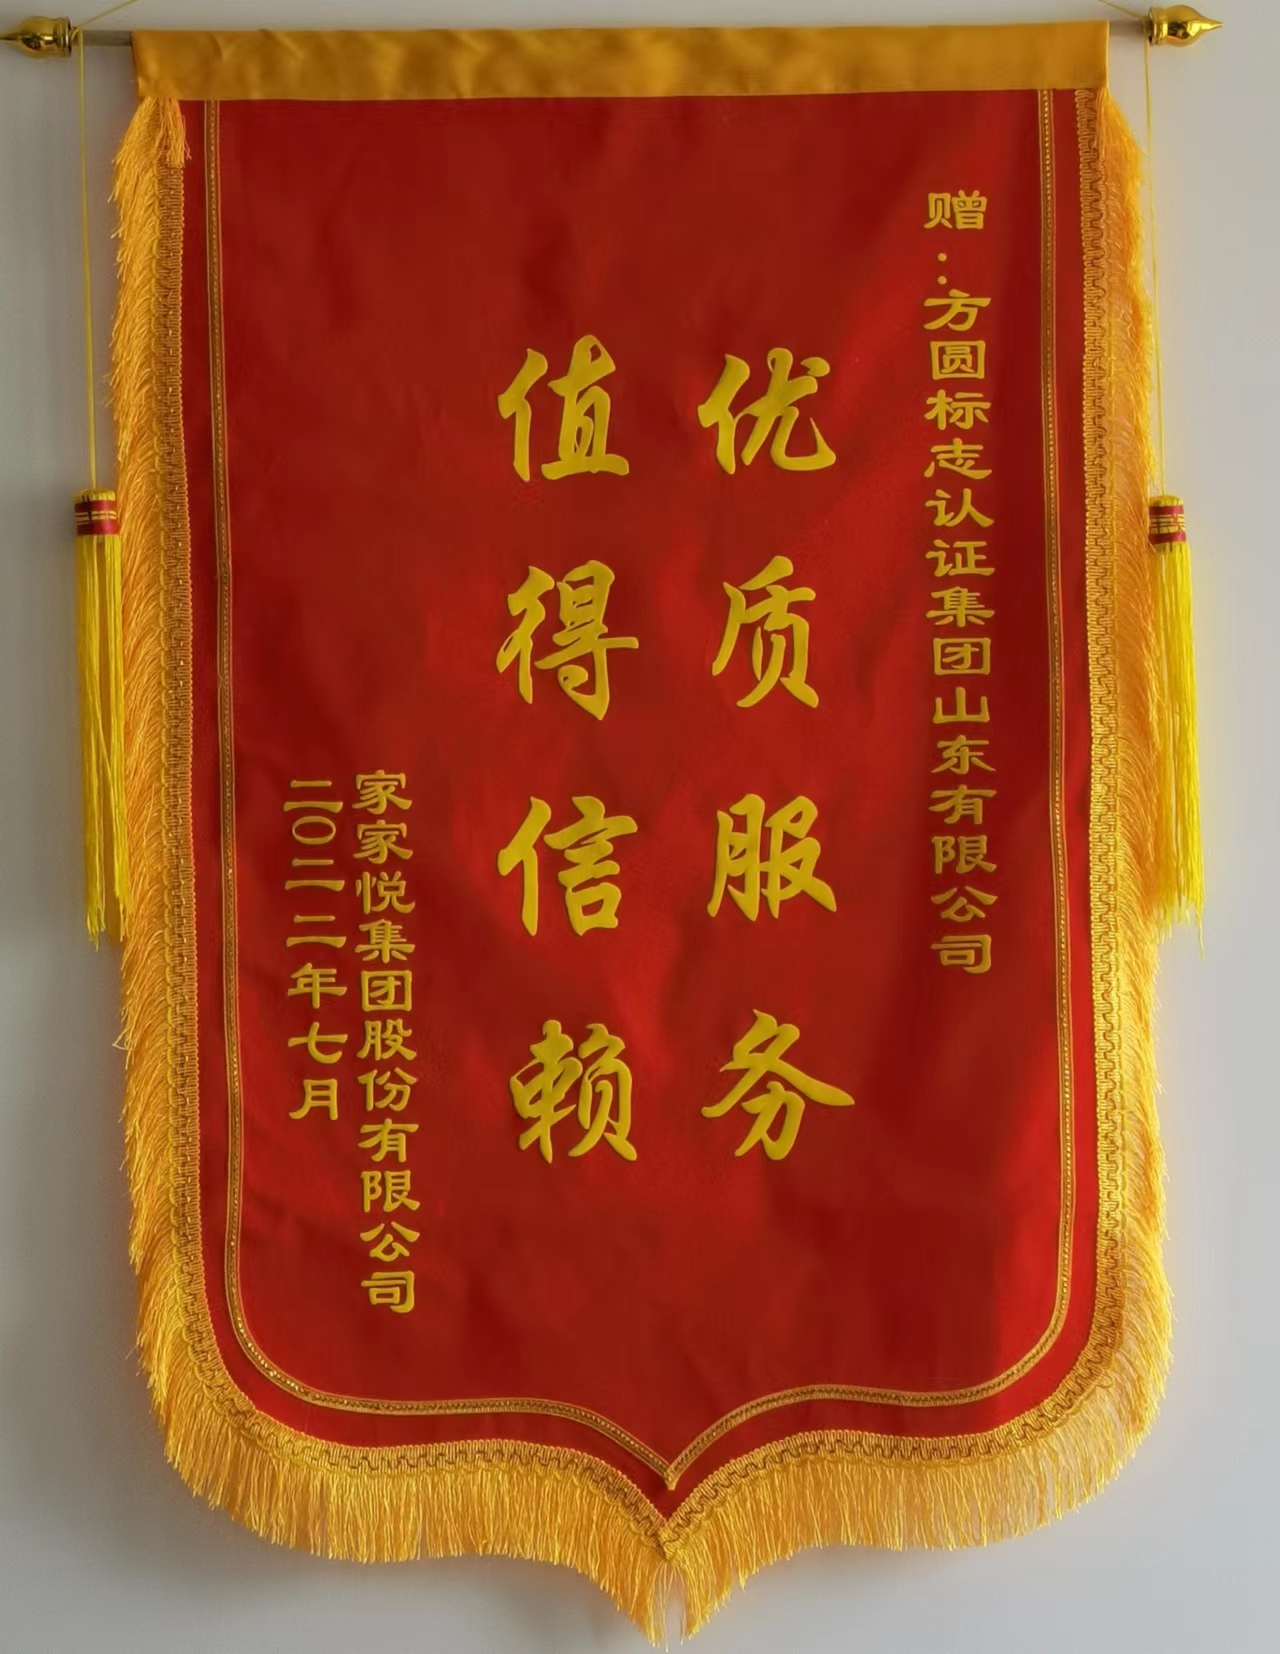 赠：方圆标志认证集团山东有限公司
优质服务
值得信赖
家家悦集团股份有限公司
二〇二二年七月